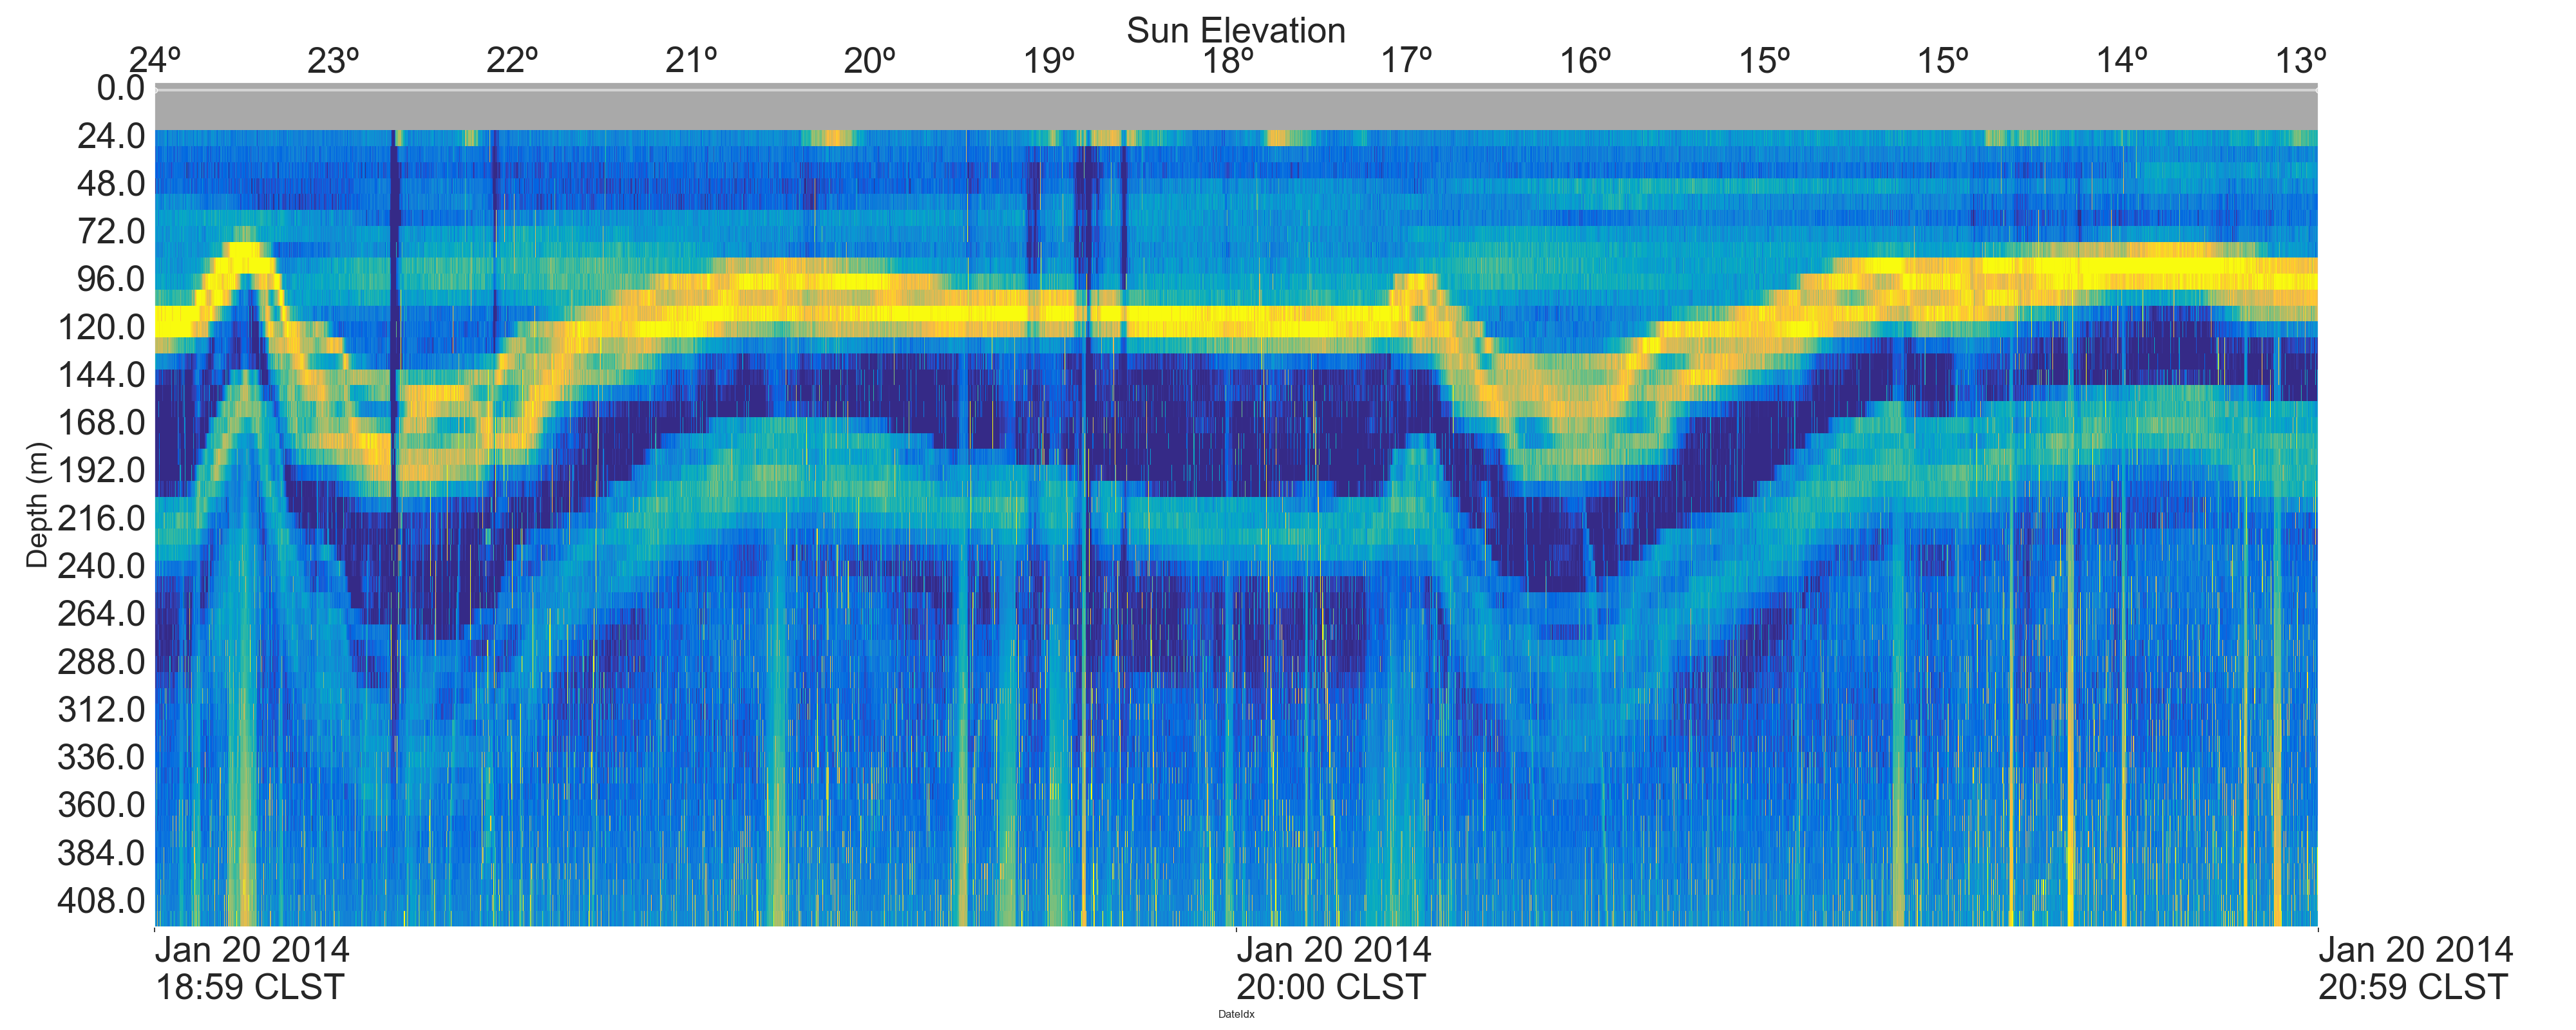 Sun Elevation
24º 23º 22º 21º 20º 19º 18º 17º 16º 15º 15º 14º 13º
0.0
24.0
48.0
72.0
96.0
120.0
144.0
168.0
192.0
216.0
240.0
264.0
288.0
312.0
336.0
360.0
384.0
408.0
Depth (m)
Jan 20 2014
18:59 CLST
Jan 20 2014
20:00 CLST
Jan 20 2014
20:59 CLST
DateIdx